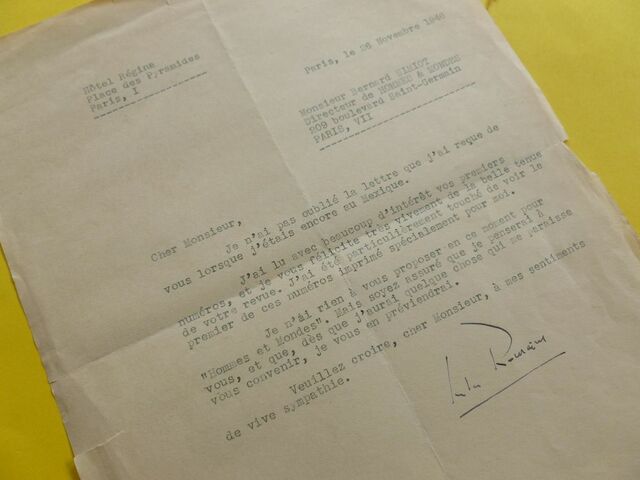 Hôtel Régina
Place des Pyramides
Paris, I
Paris, le 26 Novembre 1946
Monsieur Bernard SIMIOT
Directeur de HOMMES & MONDES
209 boulevard Saint-Germain
PARIS, VII
Cher Monsieur,
Je n'ai pas oublié la lettre que j'ai reçue de
vous lorsque j'étais encore au Mexique.
J'ai lu avec beaucoup d'intérêt vos premiers
numéros, et je vous félicite très vivement de la belle tenue
de votre revue. J'ai été particulièrement touché de voir le
premier de ces numéros imprimé spécialement pour moi.
Je n'ai rien à vous proposer en ce moment pour
"Hommes et Mondes". Mais soyez assuré que je penserai à
vous, et que, dès que j'aurai quelque chose qui me paraisse
vous convenir, je vous en préviendrai.
Veuillez croire, cher Monsieur, à mes sentiments
de vive sympathie.
Jules Romains